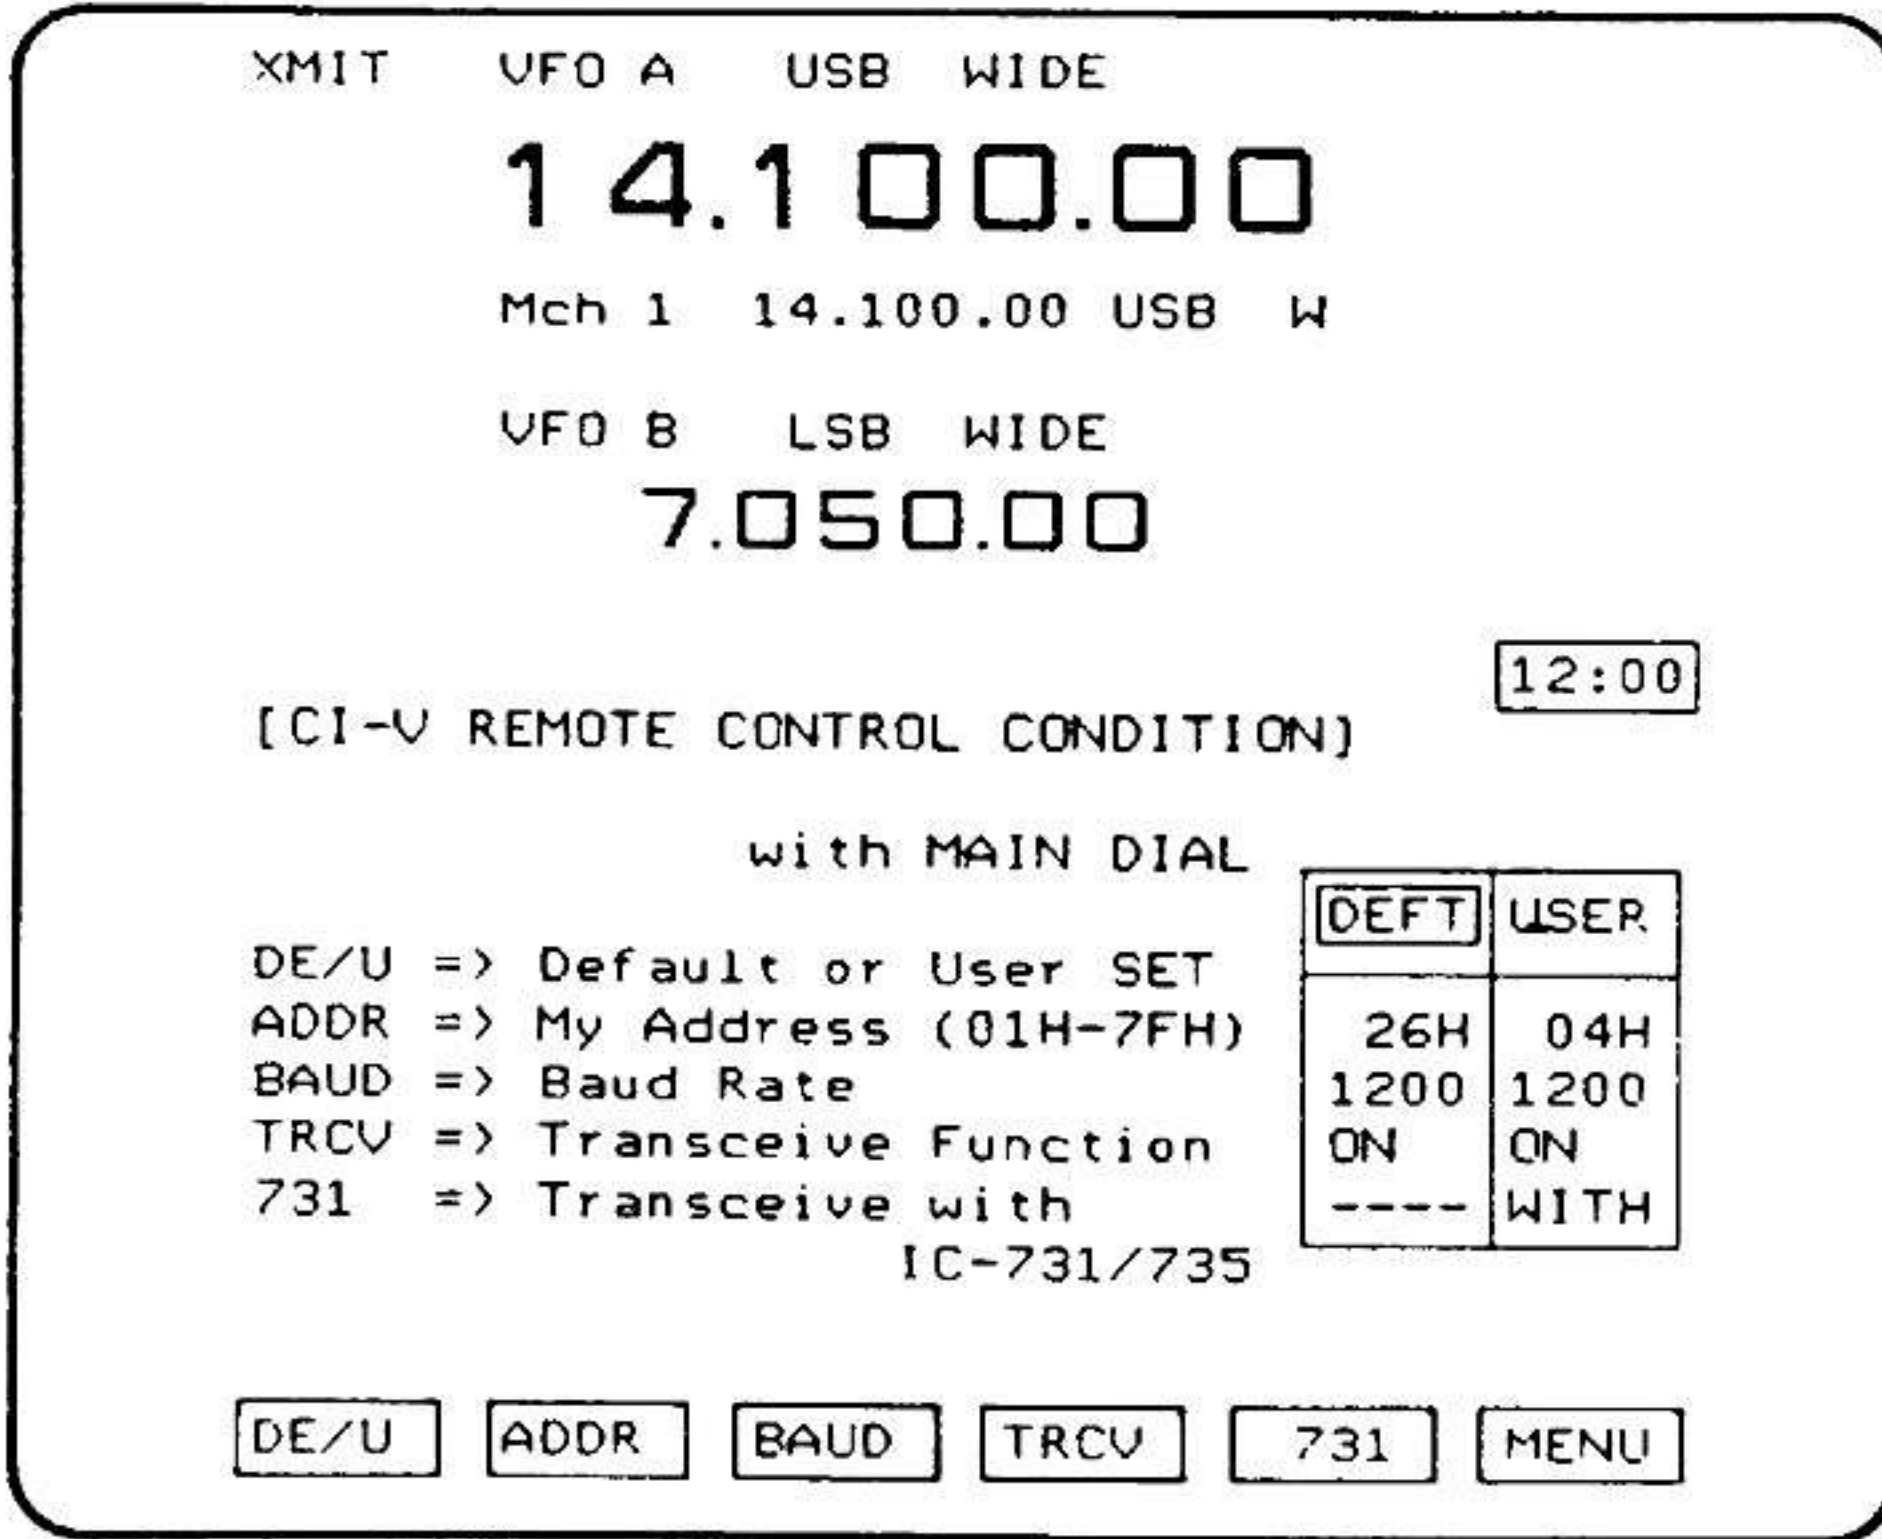 XMIT VFO A USB WIDE
14.100.00
Mch 1 14.100.00 USB W
VFO B LSB WIDE
7.050.00
12:00
[CI-V REMOTE CONTROL CONDITION]
with MAIN DIAL
DEFT USER
DE/U => Default or User SET
ADDR => My Address (01H-7FH) 26H 04H
BAUD => Baud Rate 1200 1200
TRCV => Transceive Function ON ON
731 => Transceive with ---- WITH
IC-731/735
DE/U ADDR BAUD TRCV 731 MENU